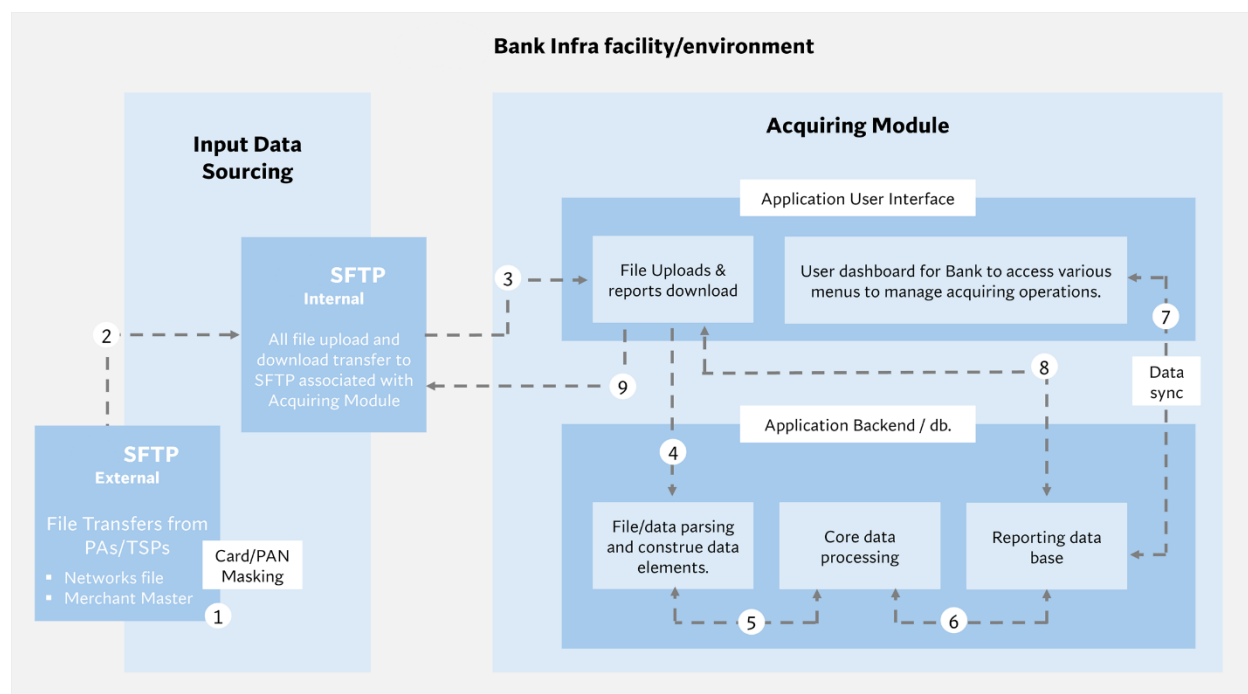 Bank Infra facility/environment
Input Data
Sourcing
SFTP
Internal
All file upload and
download transfer to
SFTP associated with
Acquiring Module
2
SFTP
External
File Transfers from
PAs/TSPs
▪ Networks file
▪ Merchant Master
Card/PAN
Masking
1
Acquiring Module
Application User Interface
3
File Uploads &
reports download
User dashboard for Bank to access various
menus to manage acquiring operations.
7
Data
sync
9
8
Application Backend / db.
4
File/data parsing
and construe data
elements.
Core data
processing
Reporting data
base
5
6